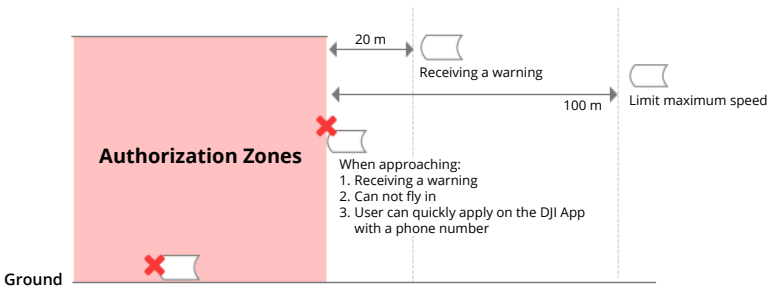 20 m
Receiving a warning
100 m
Limit maximum speed
Authorization Zones
When approaching:
1. Receiving a warning
2. Can not fly in
3. User can quickly apply on the DJI App
with a phone number
Ground